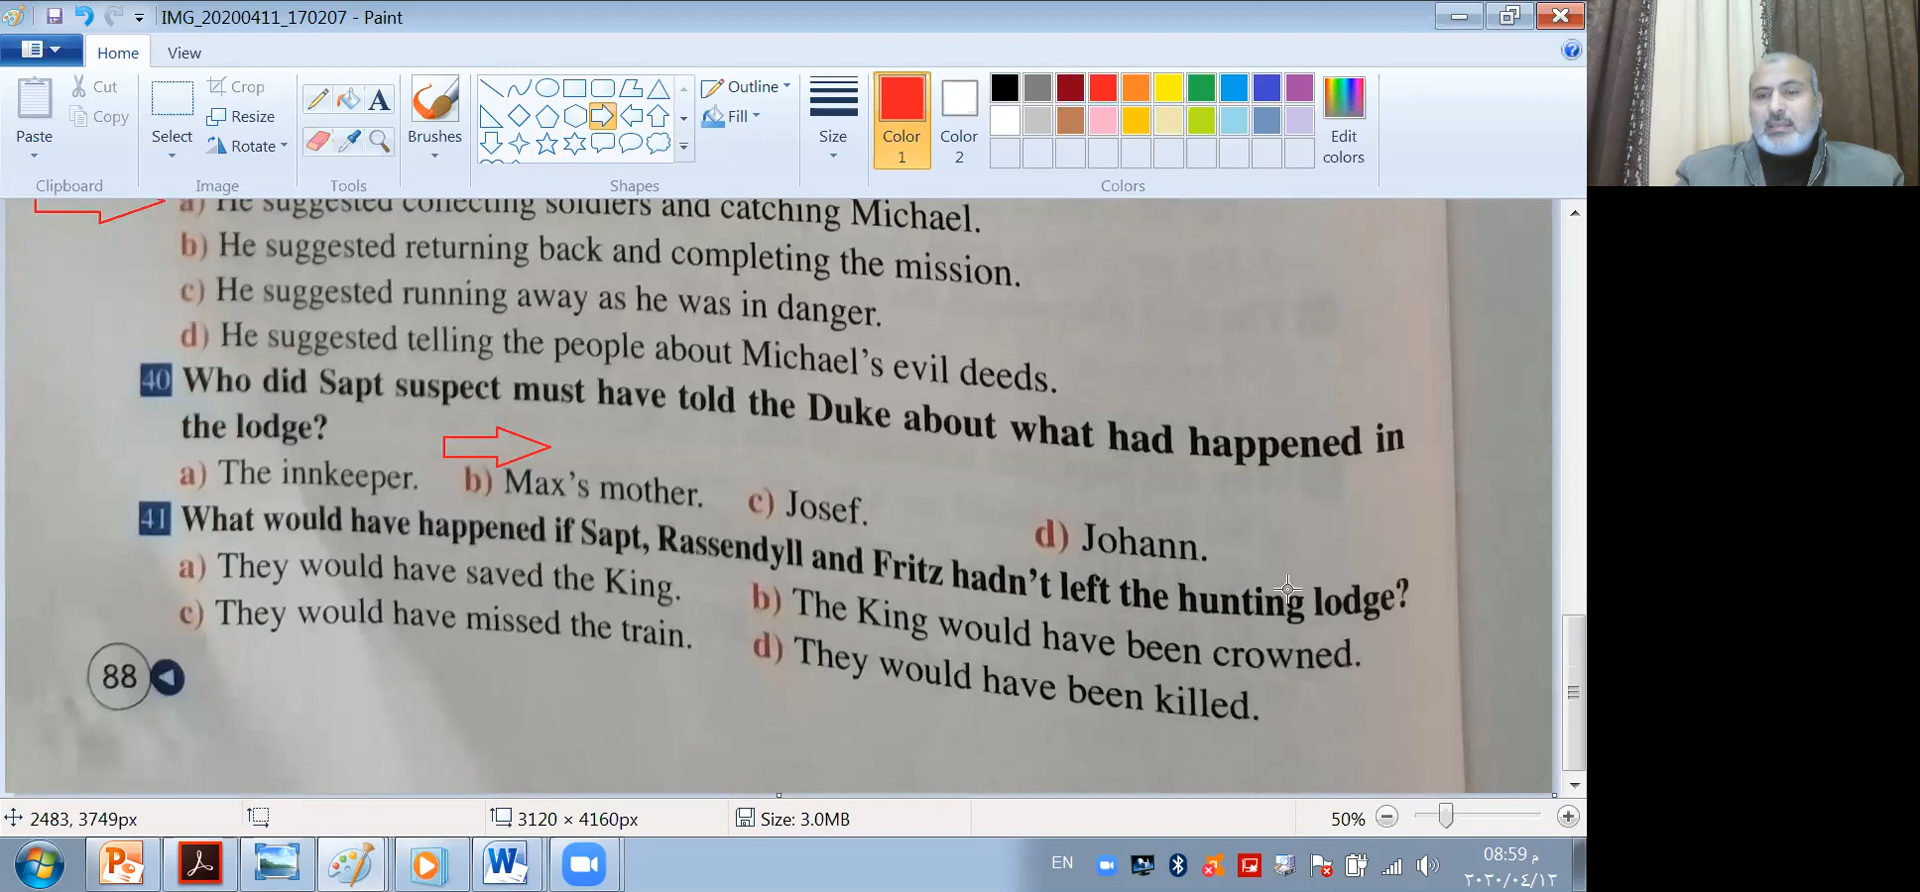 IMG_20200411_170207 - Paint
Home
View
Paste
Cut
Copy
Clipboard
Select
Crop
Resize
Rotate
Image
A
Tools
Brushes
Shapes
Outline
Fill
Size
Color
1
Color
2
Edit
colors
Colors
a) He suggested collecting soldiers and catching Michael.
b) He suggested returning back and completing the mission.
c) He suggested running away as he was in danger.
d) He suggested telling the people about Michael's evil deeds.
40 Who did Sapt suspect must have told the Duke about what had happened in
the lodge?
a) The innkeeper. b) Max's mother. c) Josef. d) Johann.
41 What would have happened if Sapt, Rassendyll and Fritz hadn't left the hunting lodge?
a) They would have saved the King. b) The King would have been crowned.
c) They would have missed the train. d) They would have been killed.
88
2483, 3749px
3120 × 4160px
Size: 3.0MB
50%
EN
08:59 م
٢٠٢٠/٠٤/١٢